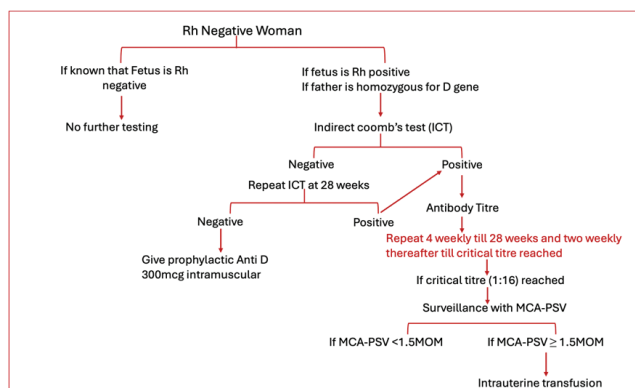 Rh Negative Woman
If known that Fetus is Rh
negative
If fetus is Rh positive
If father is homozygous for D gene
No further testing
Indirect coomb's test (ICT)
Negative
Positive
Repeat ICT at 28 weeks
Antibody Titre
Negative
Positive
Repeat 4 weekly till 28 weeks and two weekly
thereafter till critical titre reached
Give prophylactic Anti D
300mcg intramuscular
If critical titre (1:16) reached
Surveillance with MCA-PSV
If MCA-PSV <1.5MOM
If MCA-PSV ≥ 1.5MOM
Intrauterine transfusion